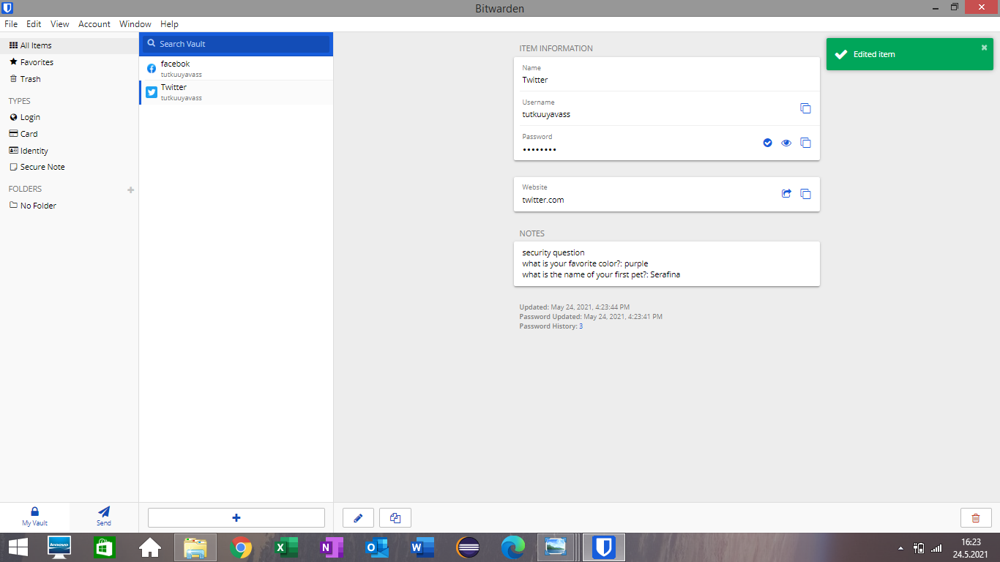 Bitwarden
File Edit View Account Window Help
All Items
Favorites
Trash
TYPES
Login
Card
Identity
Secure Note
FOLDERS
No Folder
Search Vault
facebok
tutkuuyavass
Twitter
tutkuuyavass
ITEM INFORMATION
Name
Twitter
Username
tutkuuyavass
Password
••••••••
Website
twitter.com
NOTES
security question
what is your favorite color?: purple
what is the name of your first pet?: Serafina
Updated: May 24, 2021, 4:23:44 PM
Password Updated: May 24, 2021, 4:23:41 PM
Password History: 3
Edited item
My Vault
Send
lenovo
16:23
24.5.2021